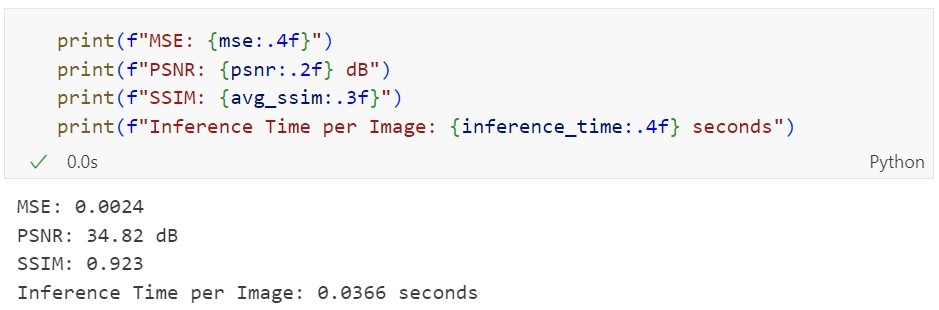 print(f"MSE: {mse:.4f}")
print(f"PSNR: {psnr:.2f} dB")
print(f"SSIM: {avg_ssim:.3f}")
print(f"Inference Time per Image: {inference_time:.4f} seconds")
0.0s Python
MSE: 0.0024
PSNR: 34.82 dB
SSIM: 0.923
Inference Time per Image: 0.0366 seconds